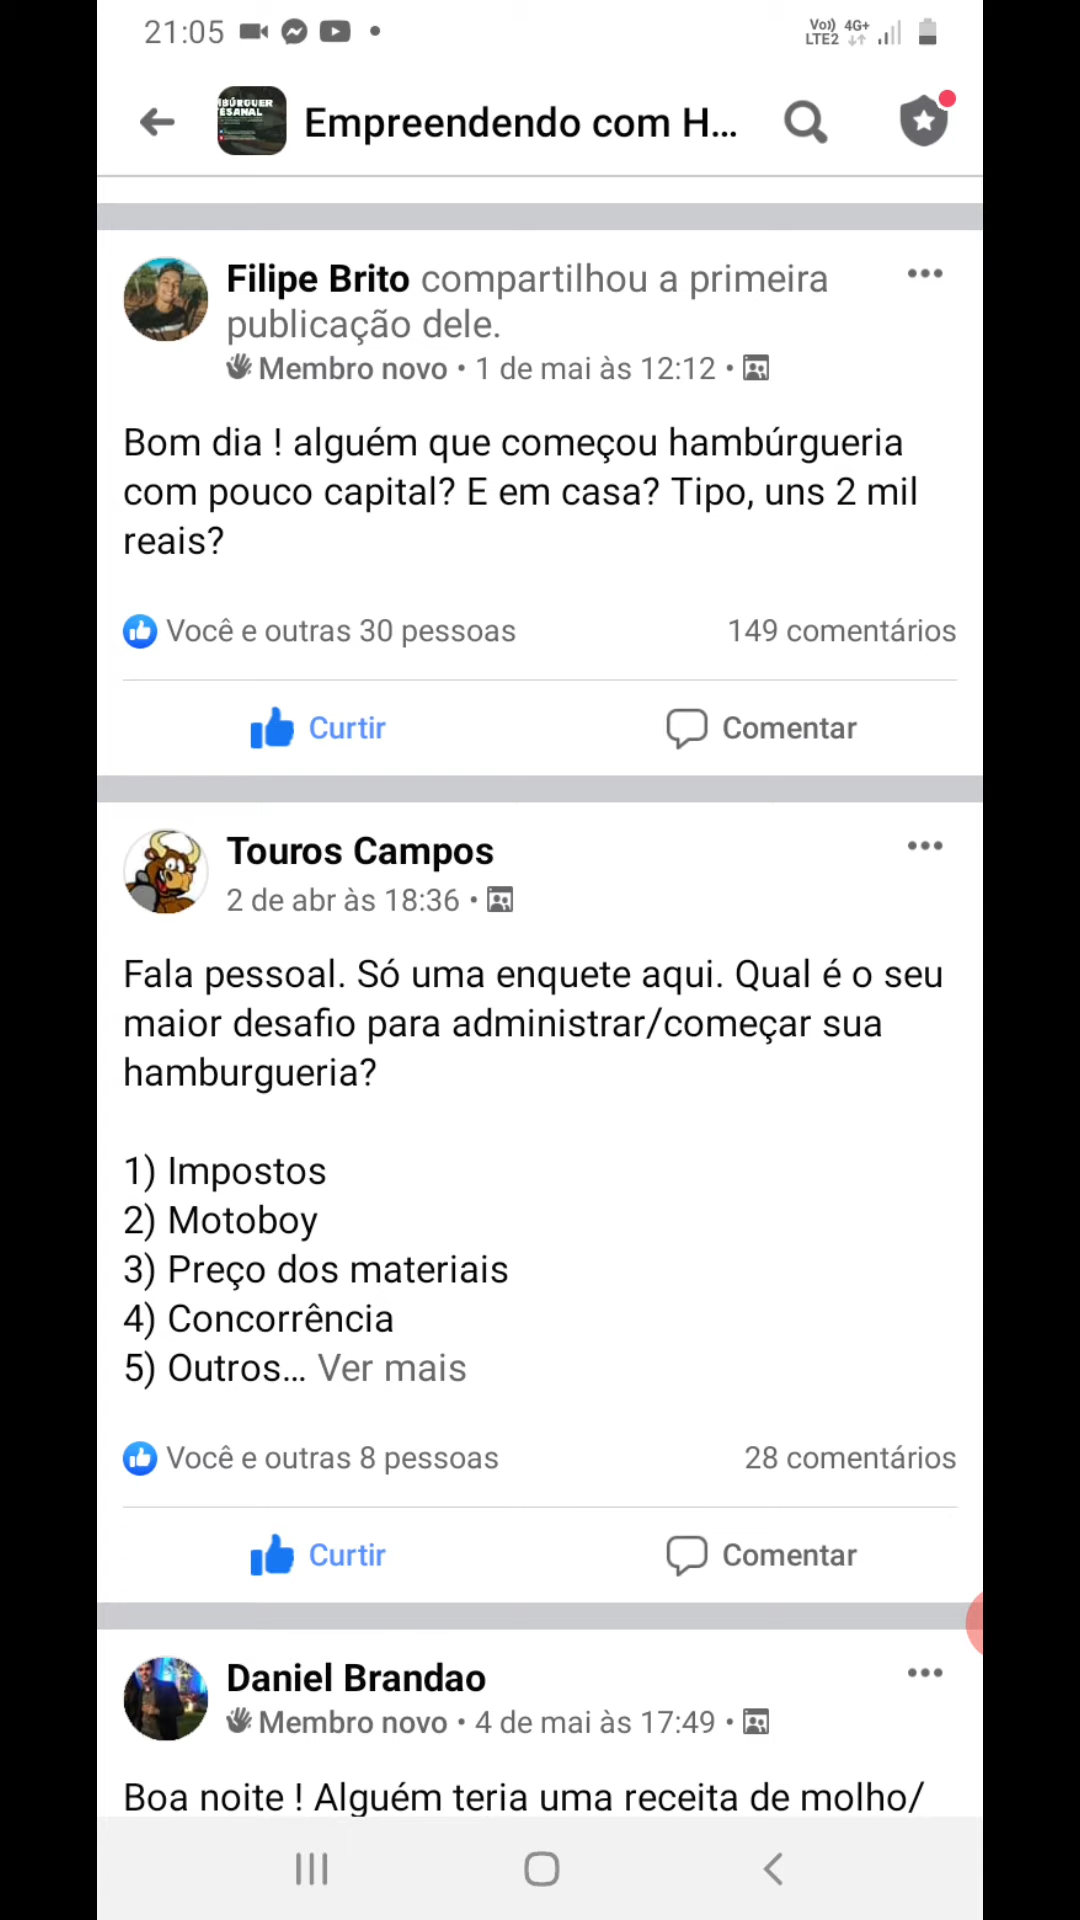 21:05
Vo)) 4G+
LTE2
BÚRGUER
ESANAL
Empreendendo com H...
Filipe Brito compartilhou a primeira
publicação dele.
Membro novo • 1 de mai às 12:12 •
Bom dia ! alguém que começou hambúrgueria
com pouco capital? E em casa? Tipo, uns 2 mil
reais?
Você e outras 30 pessoas 149 comentários
Curtir Comentar
Touros Campos
2 de abr às 18:36 •
Fala pessoal. Só uma enquete aqui. Qual é o seu
maior desafio para administrar/começar sua
hamburgueria?
1) Impostos
2) Motoboy
3) Preço dos materiais
4) Concorrência
5) Outros... Ver mais
Você e outras 8 pessoas 28 comentários
Curtir Comentar
Daniel Brandao
Membro novo • 4 de mai às 17:49 •
Boa noite ! Alguém teria uma receita de molho/